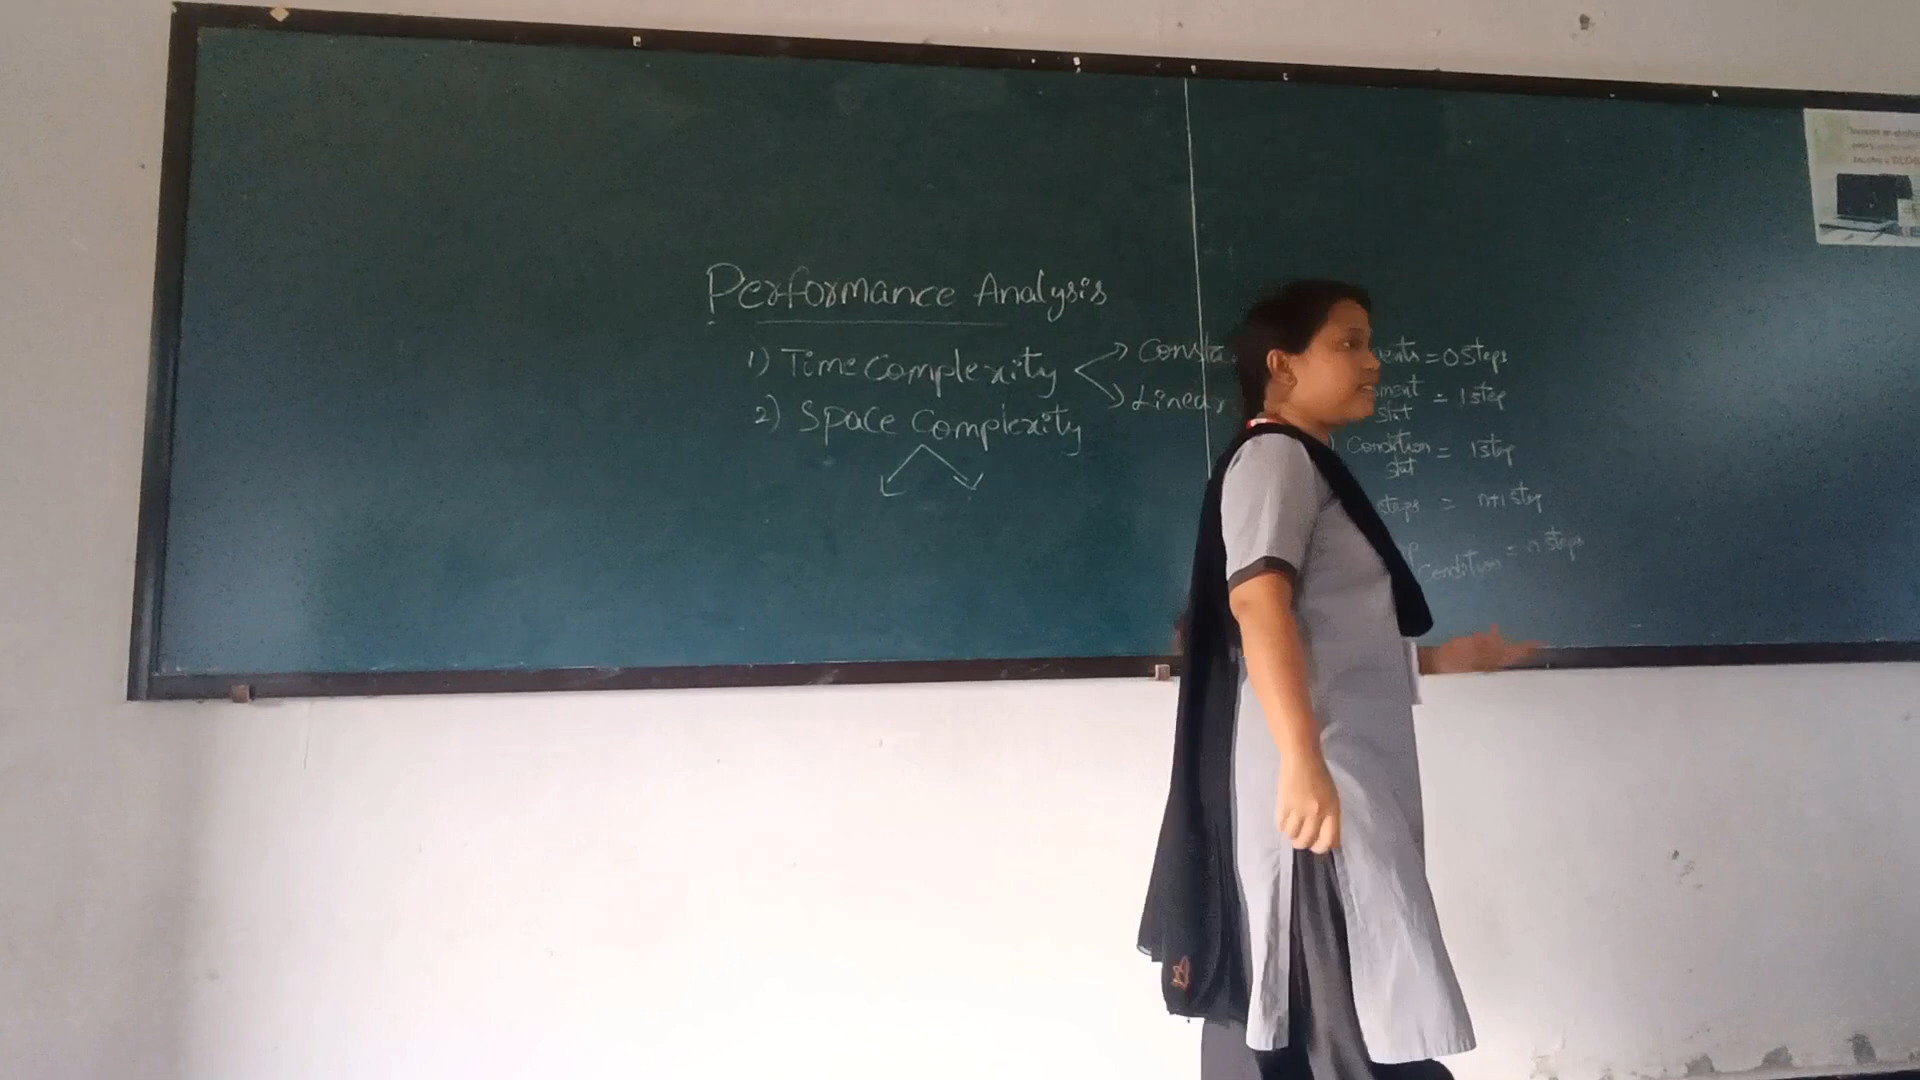 Performance Analysis
1) Time Complexity → Consta
→ Linear
2) Space Complexity
ents = 0 steps
ment stat = 1 step
) Condition stat = 1 step
steps = n+1 step
Condition = n steps